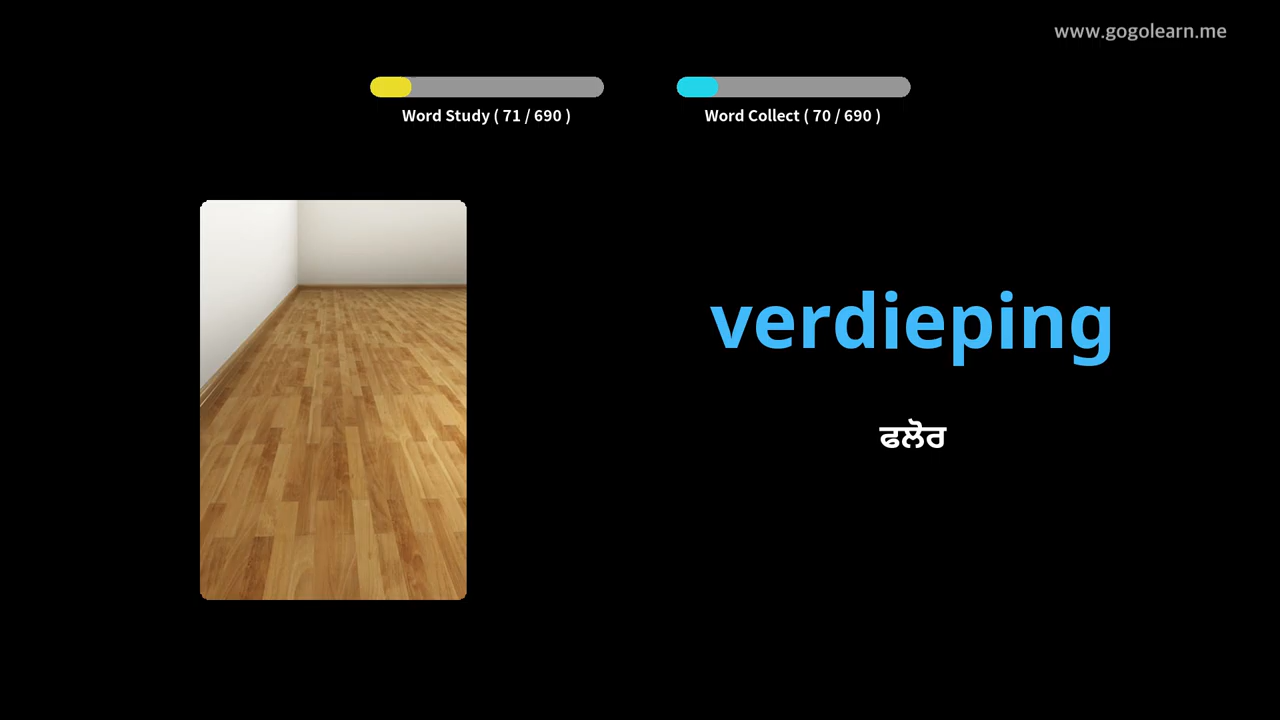 www.gogolearn.me
Word Study ( 71 / 690 )
Word Collect ( 70 / 690 )
verdieping
ਫਲੋਰ